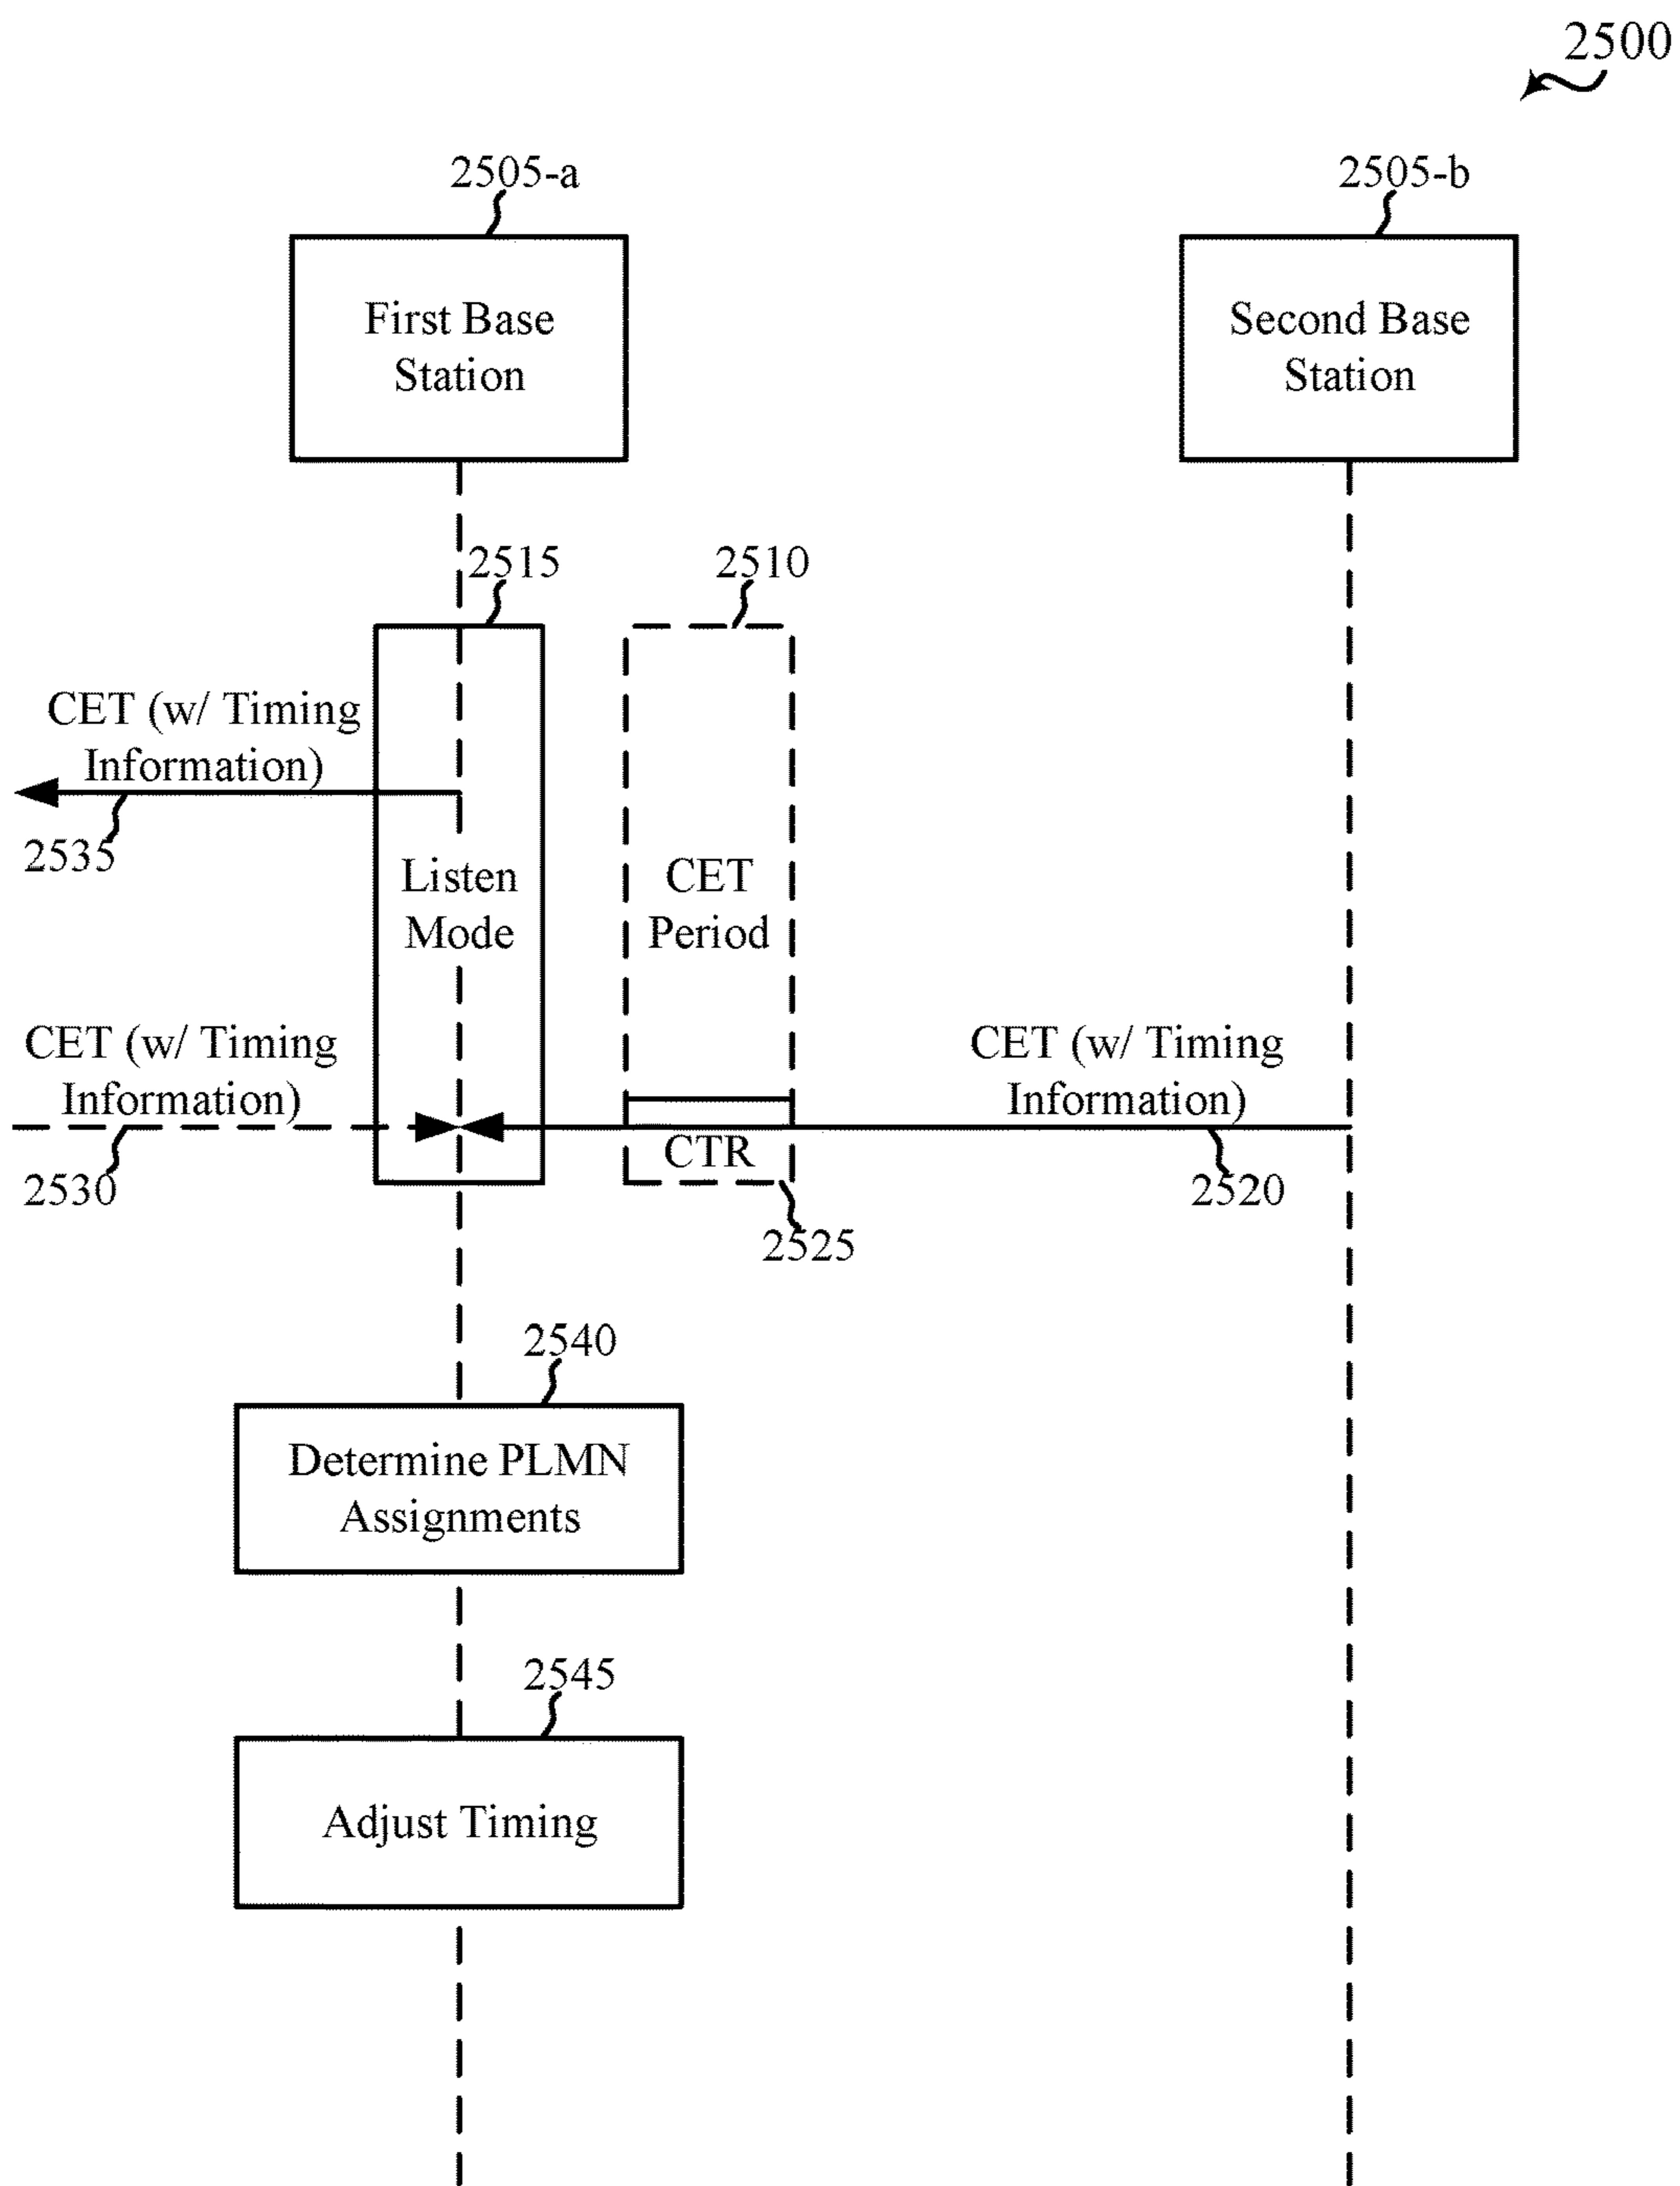 2500
2505-a
2505-b
First Base
Station
Second Base
Station
2515
2510
CET (w/ Timing
Information)
2535
Listen
Mode
CET
Period
CET (w/ Timing
Information)
2530
CET (w/ Timing
Information)
CTR
2520
2525
2540
Determine PLMN
Assignments
2545
Adjust Timing